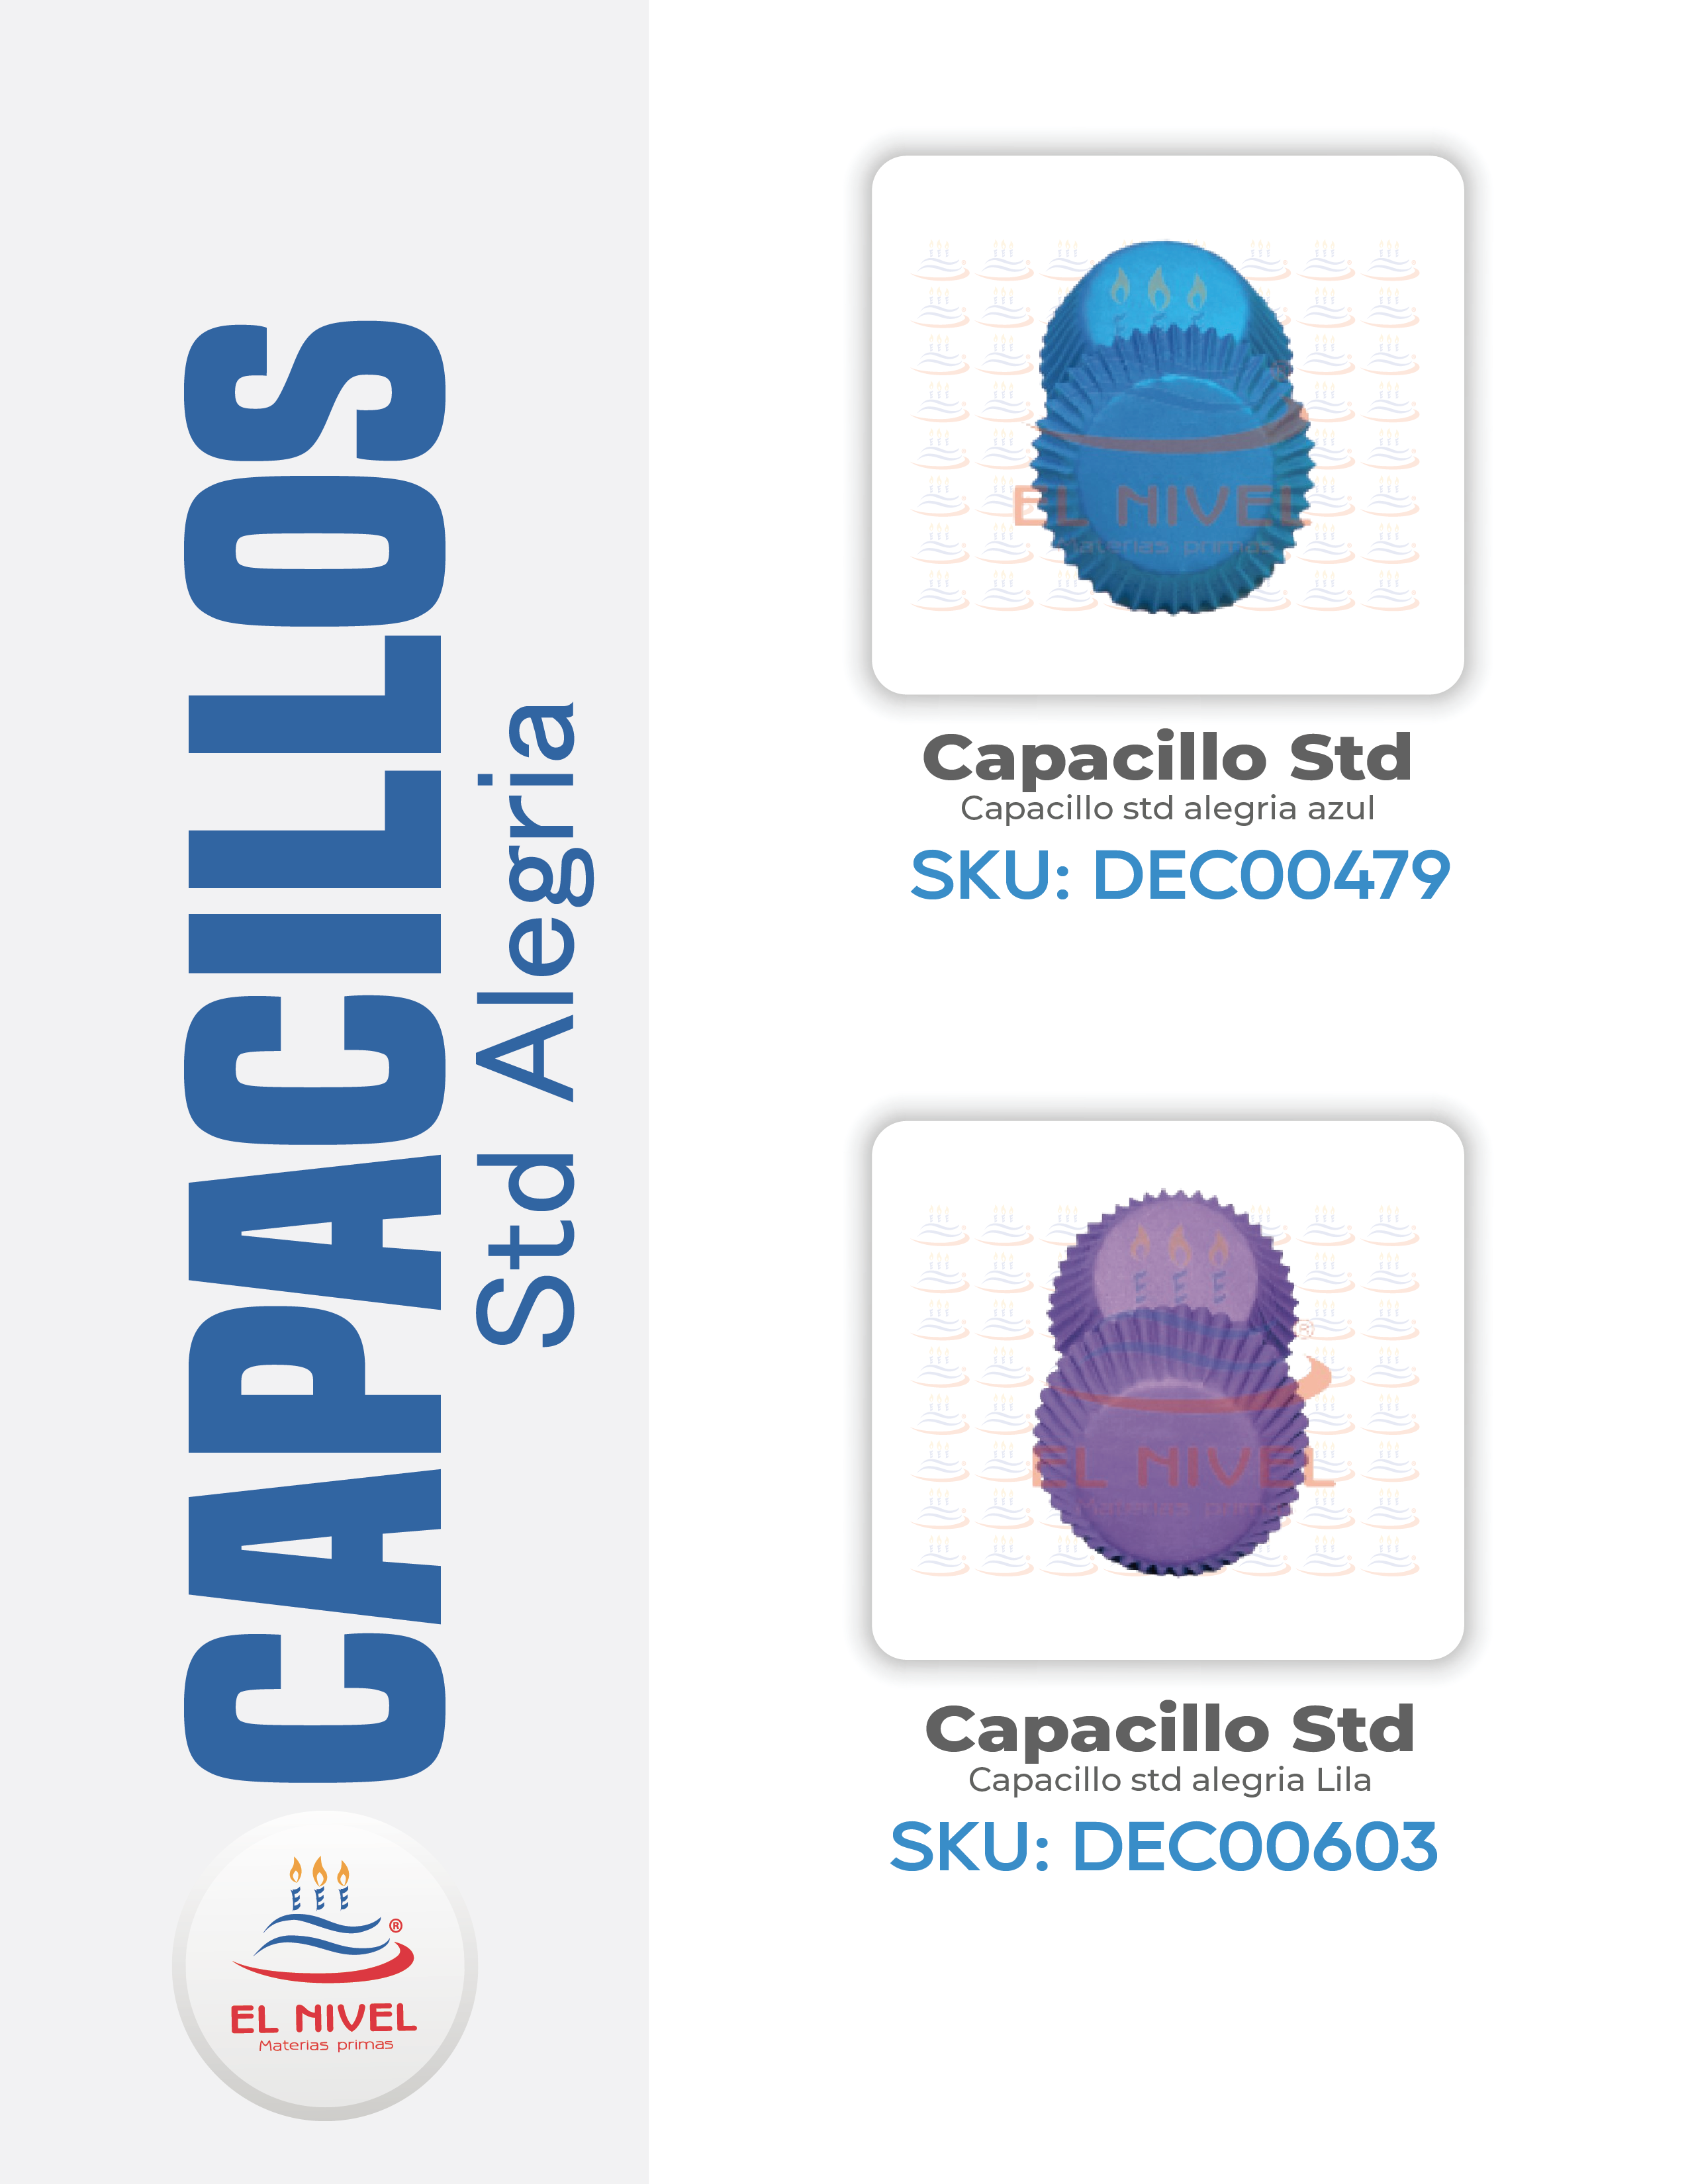 CAPACILLOS
Std Alegria
®
EL NIVEL
Materias primas
EL NIVEL
Materias primas
Capacillo Std
Capacillo std alegria azul
SKU: DEC00479
®
EL NIVEL
Materias primas
Capacillo Std
Capacillo std alegria Lila
SKU: DEC00603